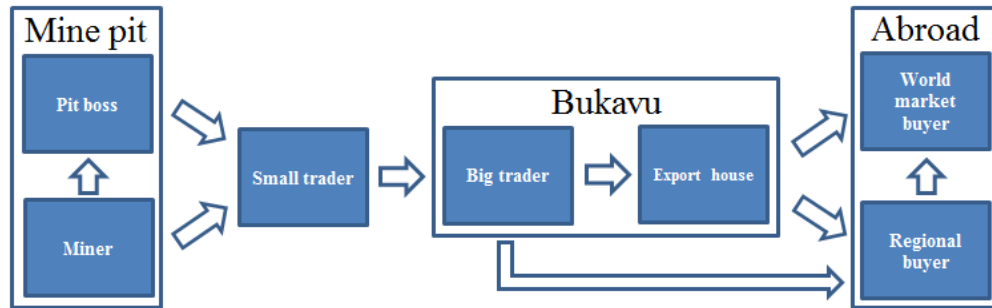 Mine pit
Pit boss
Miner
Small trader
Bukavu
Big trader
Export house
Abroad
World
market
buyer
Regional
buyer